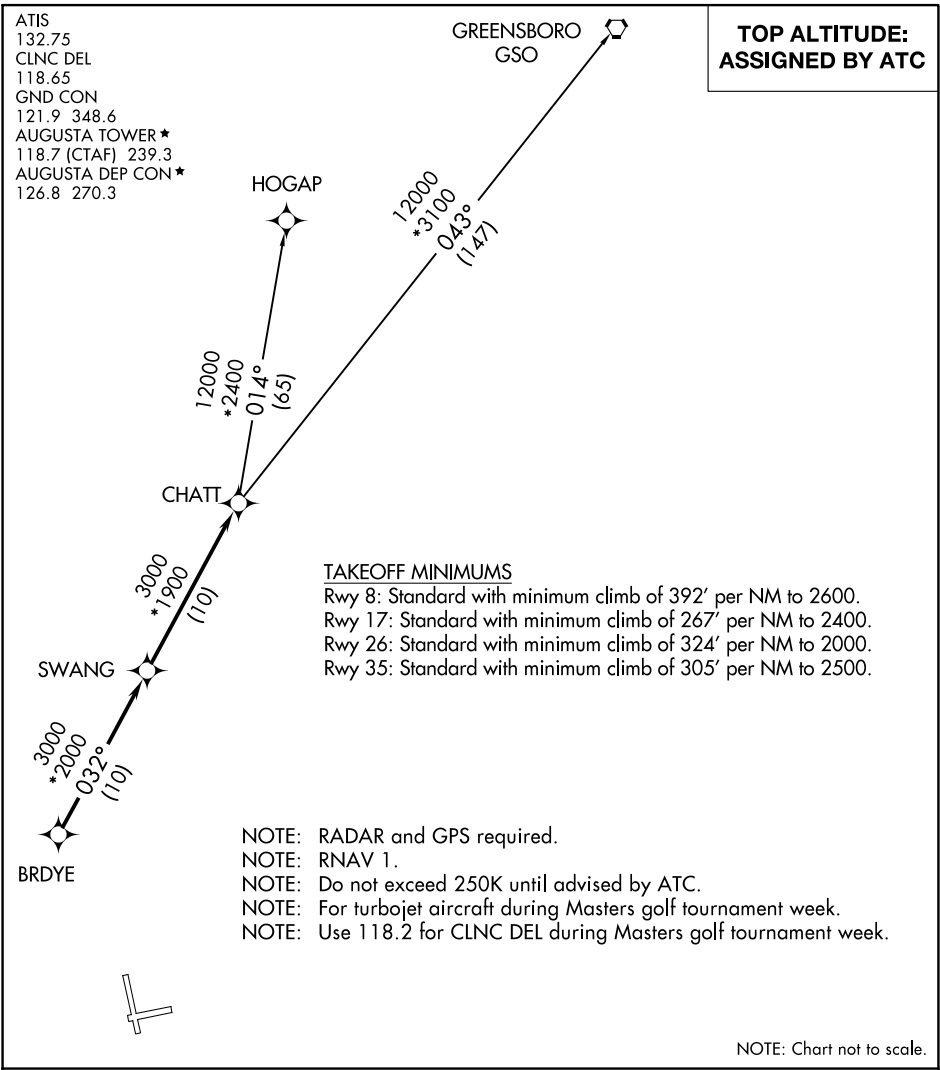 ATIS
132.75
CLNC DEL
118.65
GND CON
121.9 348.6
AUGUSTA TOWER★
118.7 (CTAF) 239.3
AUGUSTA DEP CON★
126.8 270.3
GREENSBORO
GSO
TOP ALTITUDE:
ASSIGNED BY ATC
HOGAP
12000
*3100
043°
(147)
12000
*2400
014°
(65)
CHATT
3000
*1900
(10)
TAKEOFF MINIMUMS
Rwy 8: Standard with minimum climb of 392' per NM to 2600.
Rwy 17: Standard with minimum climb of 267' per NM to 2400.
Rwy 26: Standard with minimum climb of 324' per NM to 2000.
Rwy 35: Standard with minimum climb of 305' per NM to 2500.
SWANG
3000
*2000
032°
(10)
BRDYE
NOTE: RADAR and GPS required.
NOTE: RNAV 1.
NOTE: Do not exceed 250K until advised by ATC.
NOTE: For turbojet aircraft during Masters golf tournament week.
NOTE: Use 118.2 for CLNC DEL during Masters golf tournament week.
NOTE: Chart not to scale.